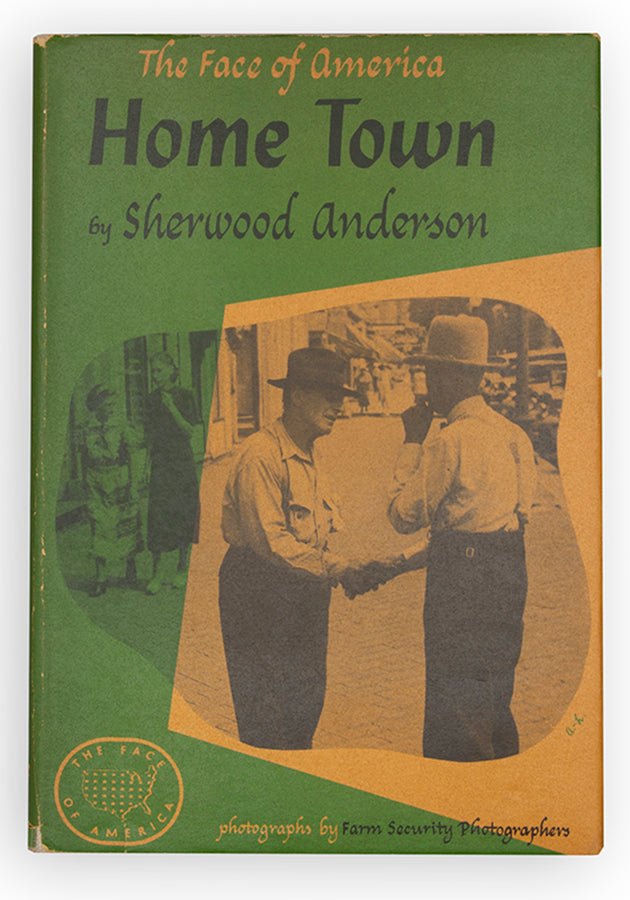 The Face of America
Home Town
by Sherwood Anderson
a-k
THE FACE
OF AMERICA
photographs by Farm Security Photographers